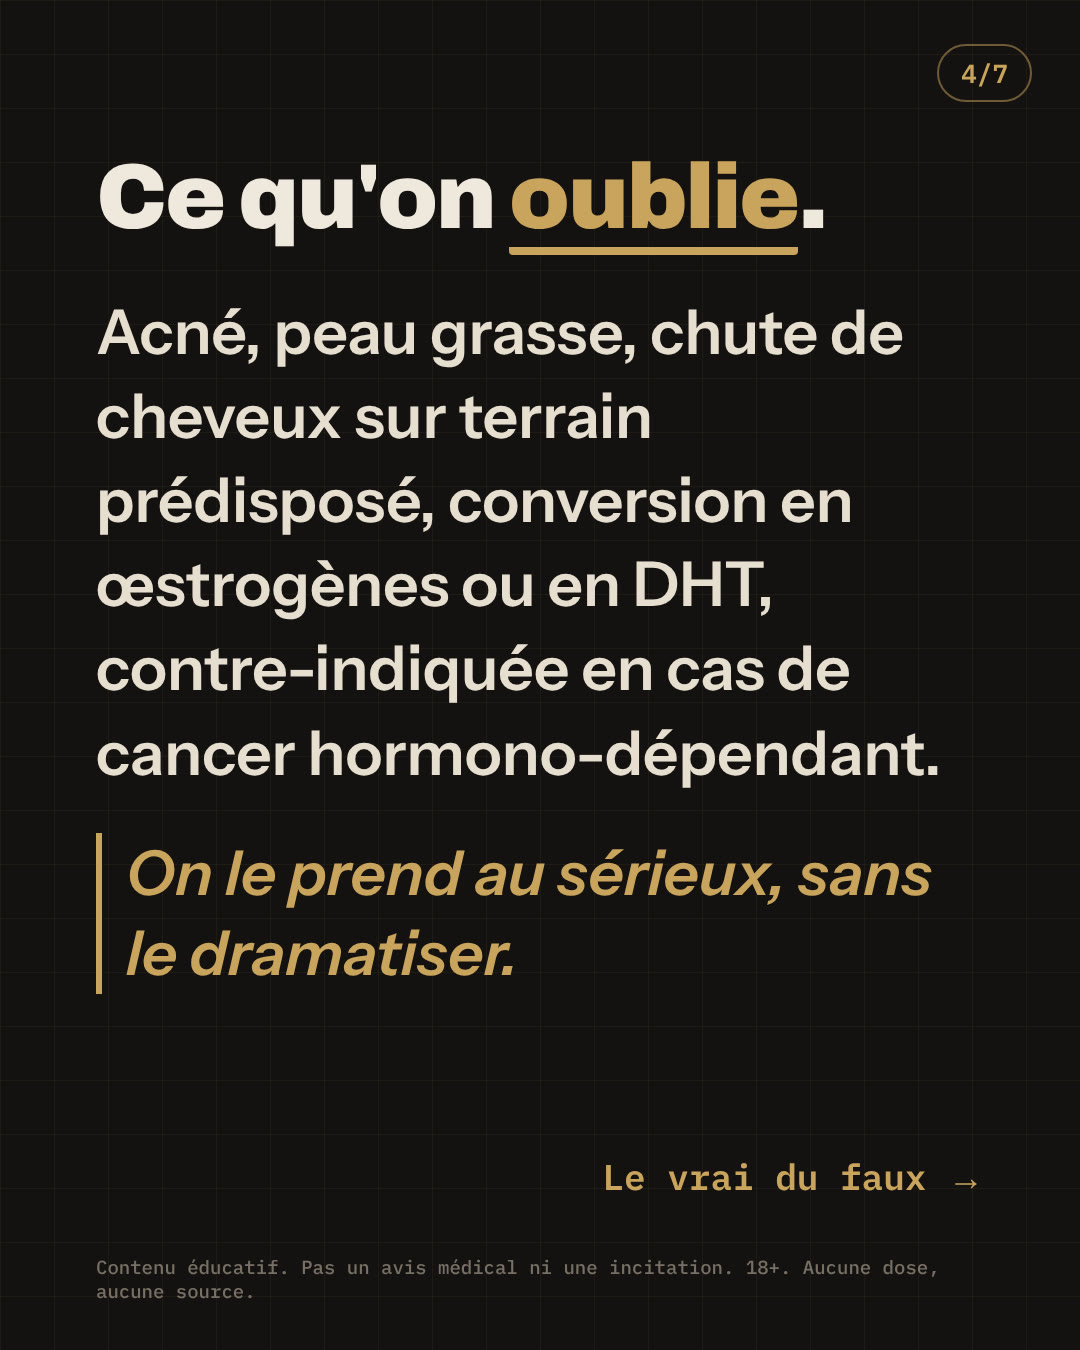 4/7
Ce qu'on oublie.
Acné, peau grasse, chute de
cheveux sur terrain
prédisposé, conversion en
œstrogènes ou en DHT,
contre-indiquée en cas de
cancer hormono-dépendant.
On le prend au sérieux, sans
le dramatiser.
Le vrai du faux →
Contenu éducatif. Pas un avis médical ni une incitation. 18+. Aucune dose,
aucune source.